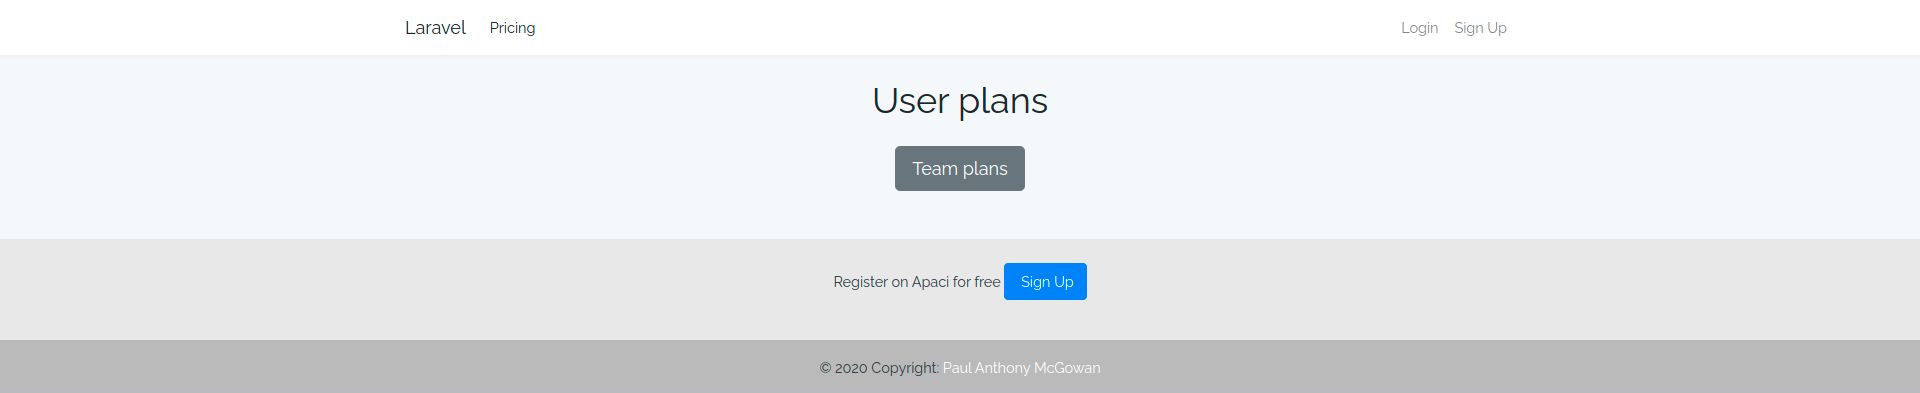 Laravel Pricing Login Sign Up
User plans
Team plans
Register on Apaci for free Sign Up
© 2020 Copyright: Paul Anthony McGowan